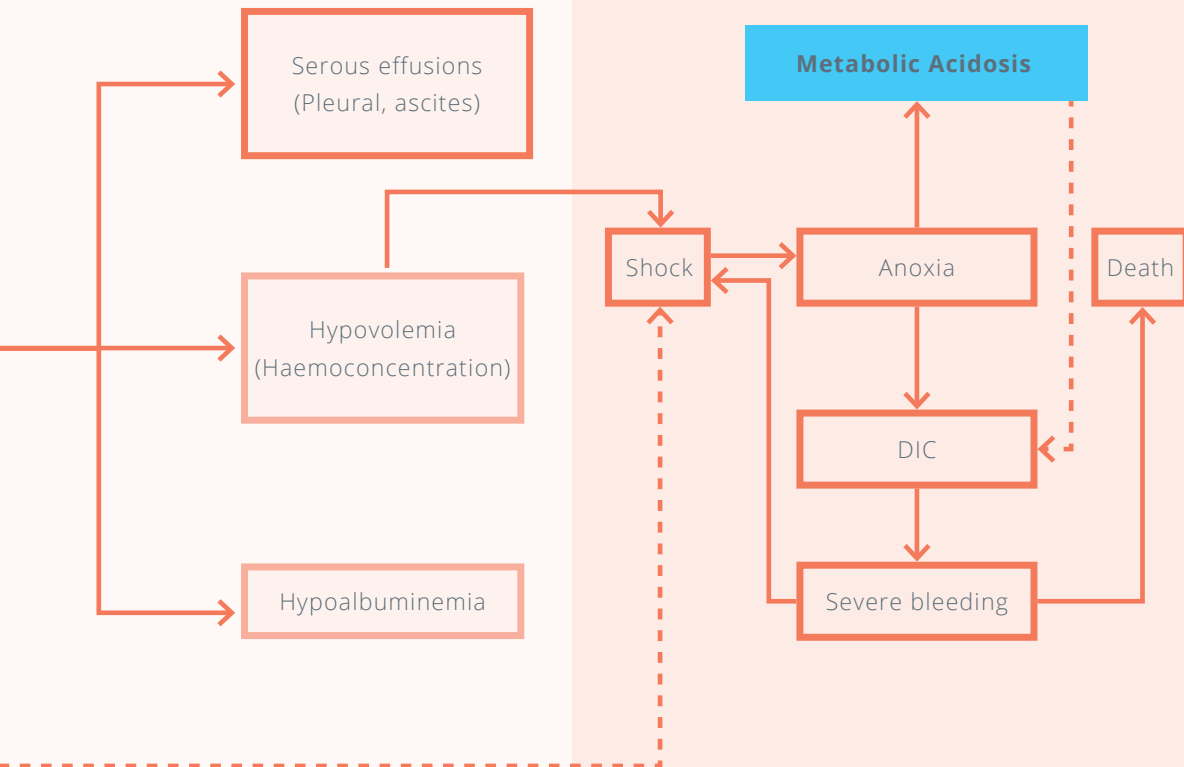 Serous effusions
(Pleural, ascites)
Metabolic Acidosis
Hypovolemia
(Haemoconcentration)
Shock
Anoxia
Death
DIC
Hypoalbuminemia
Severe bleeding